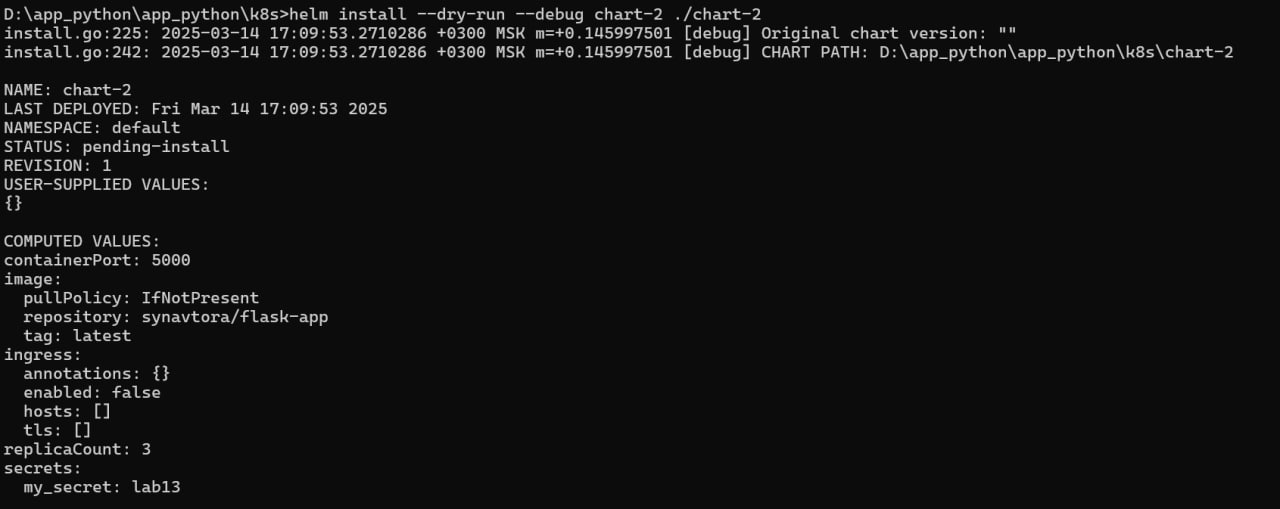 D:\app_python\app_python\k8s>helm install --dry-run --debug chart-2 ./chart-2
install.go:225: 2025-03-14 17:09:53.2710286 +0300 MSK m=+0.145997501 [debug] Original chart version: ""
install.go:242: 2025-03-14 17:09:53.2710286 +0300 MSK m=+0.145997501 [debug] CHART PATH: D:\app_python\app_python\k8s\chart-2

NAME: chart-2
LAST DEPLOYED: Fri Mar 14 17:09:53 2025
NAMESPACE: default
STATUS: pending-install
REVISION: 1
USER-SUPPLIED VALUES:
{}

COMPUTED VALUES:
containerPort: 5000
image:
  pullPolicy: IfNotPresent
  repository: synavtora/flask-app
  tag: latest
ingress:
  annotations: {}
  enabled: false
  hosts: []
  tls: []
replicaCount: 3
secrets:
  my_secret: lab13